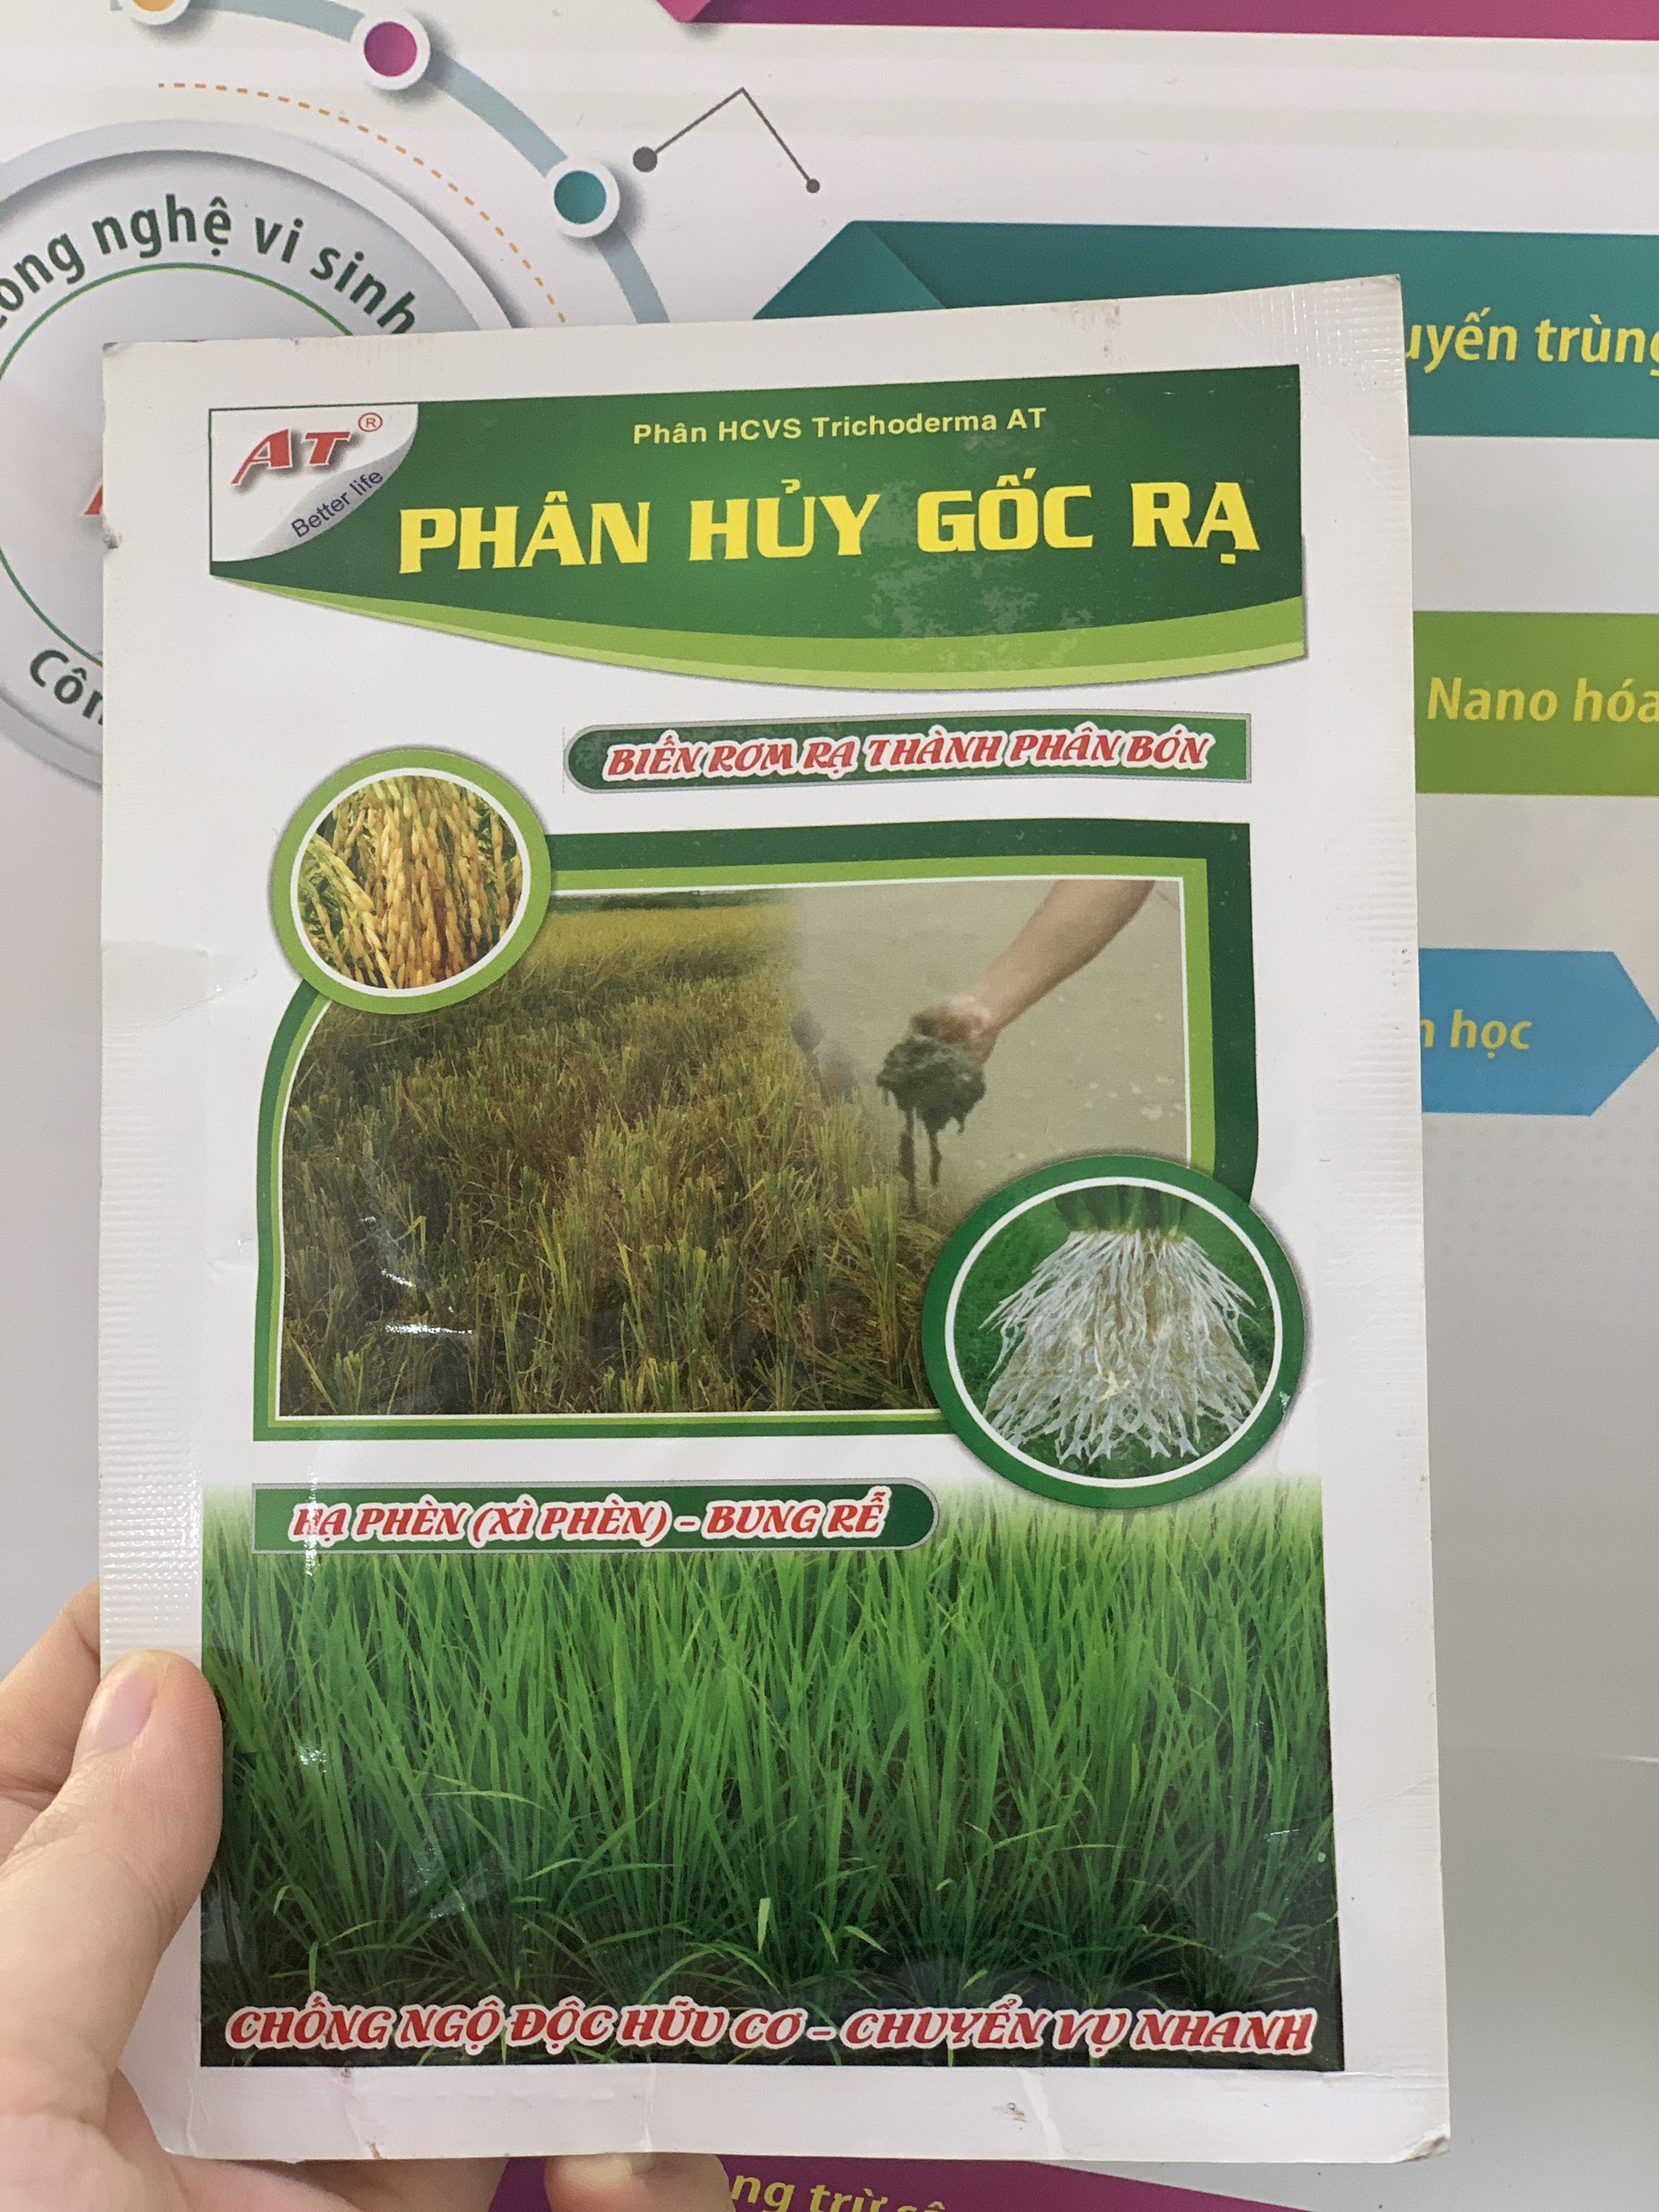 công nghệ vi sinh
uyến trùng
AT®
Better life
Phân HCVS Trichoderma AT
PHÂN HỦY GỐC RẠ
Nano hóa
BIẾN RƠM RẠ THÀNH PHÂN BÓN
học
HẠ PHÈN (XÌ PHÈN) - BUNG RỄ
CHỐNG NGỘ ĐỘC HỮU CƠ - CHUYỂN VỤ NHANH
ng trừ sâ